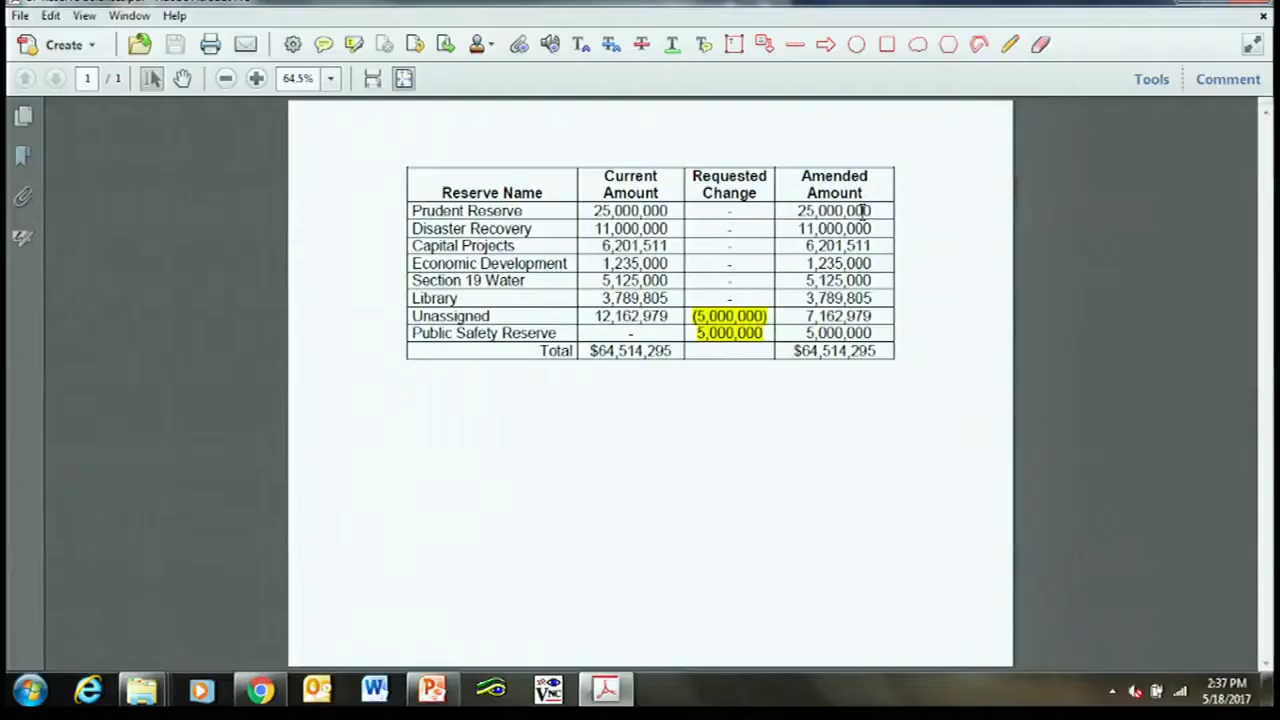 File Edit View Window Help
Create
1 / 1 64.5% Tools Comment
Reserve Name Current Amount Requested Change Amended Amount
Prudent Reserve 25,000,000 - 25,000,000
Disaster Recovery 11,000,000 - 11,000,000
Capital Projects 6,201,511 - 6,201,511
Economic Development 1,235,000 - 1,235,000
Section 19 Water 5,125,000 - 5,125,000
Library 3,789,805 - 3,789,805
Unassigned 12,162,979 (5,000,000) 7,162,979
Public Safety Reserve - 5,000,000 5,000,000
Total $64,514,295 $64,514,295
2:37 PM
5/18/2017